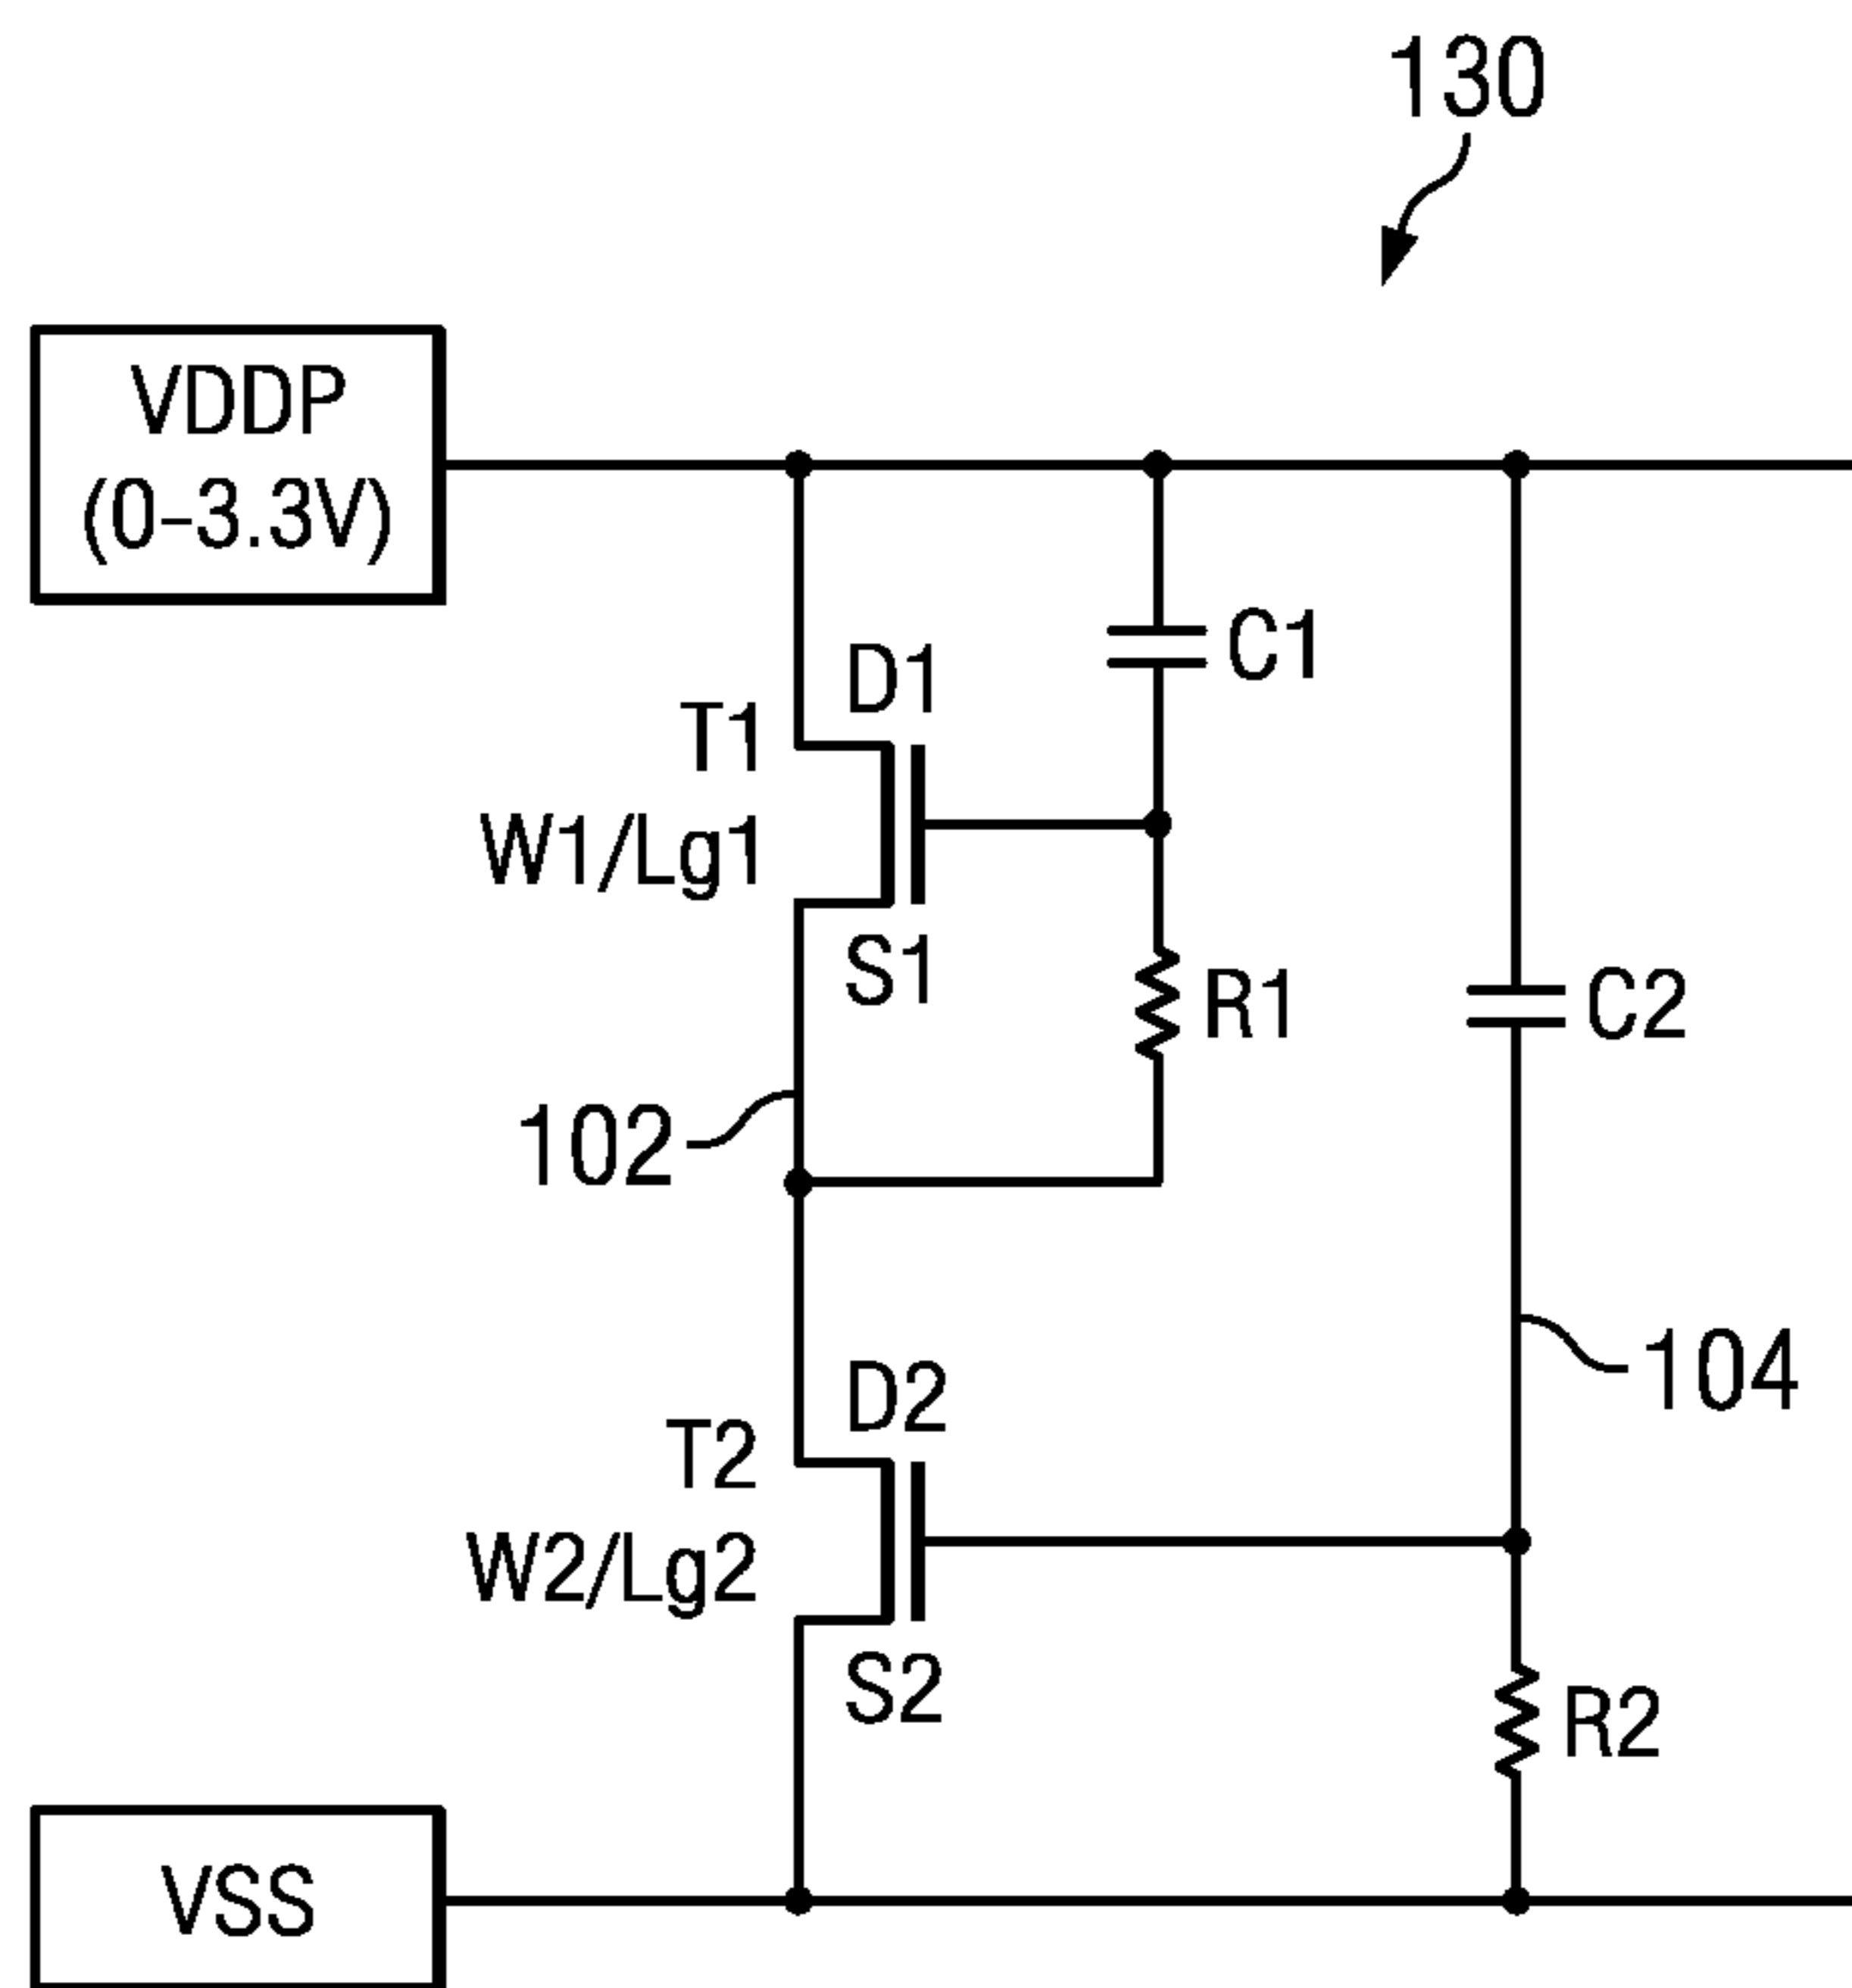 130
VDDP
(0-3.3V)
C1
D1
T1
W1/Lg1
S1
R1
C2
102
104
D2
T2
W2/Lg2
S2
R2
VSS